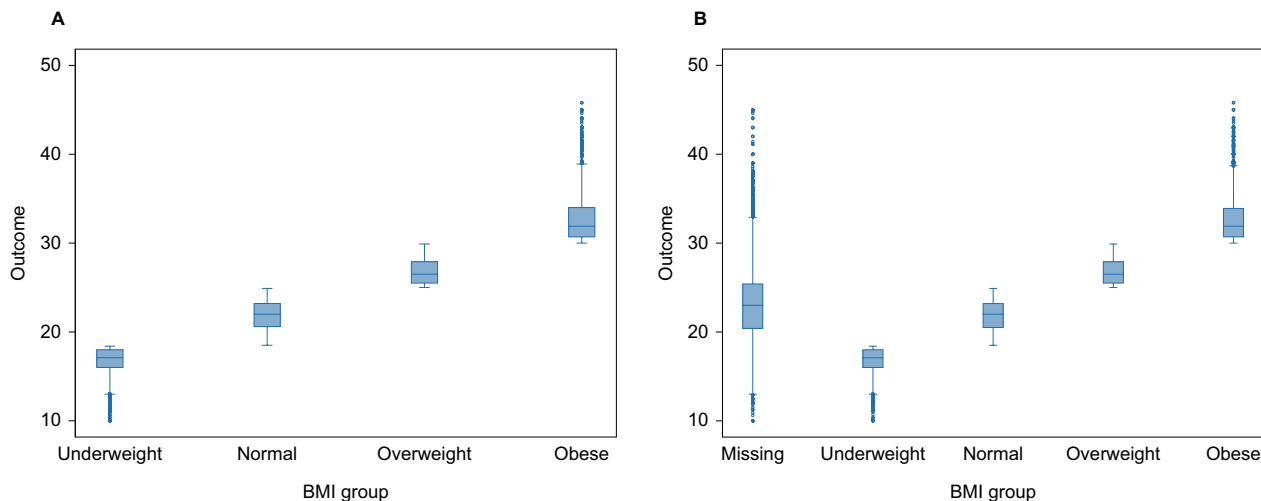 A
50
40
30
20
10
Outcome
Underweight Normal Overweight Obese
BMI group
B
50
40
30
20
10
Outcome
Missing Underweight Normal Overweight Obese
BMI group